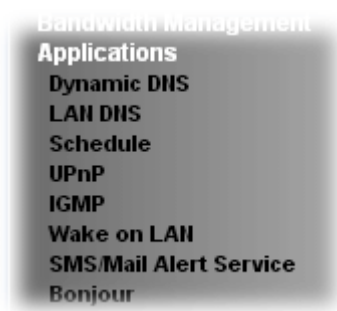 Bandwidth Management
Applications
Dynamic DNS
LAN DNS
Schedule
UPnP
IGMP
Wake on LAN
SMS/Mail Alert Service
Bonjour